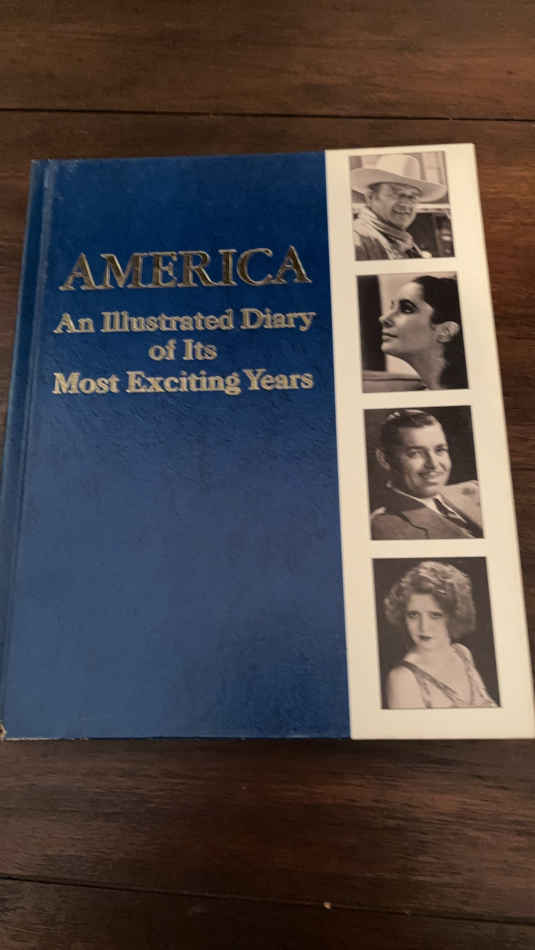 AMERICA
An Illustrated Diary
of Its
Most Exciting Years